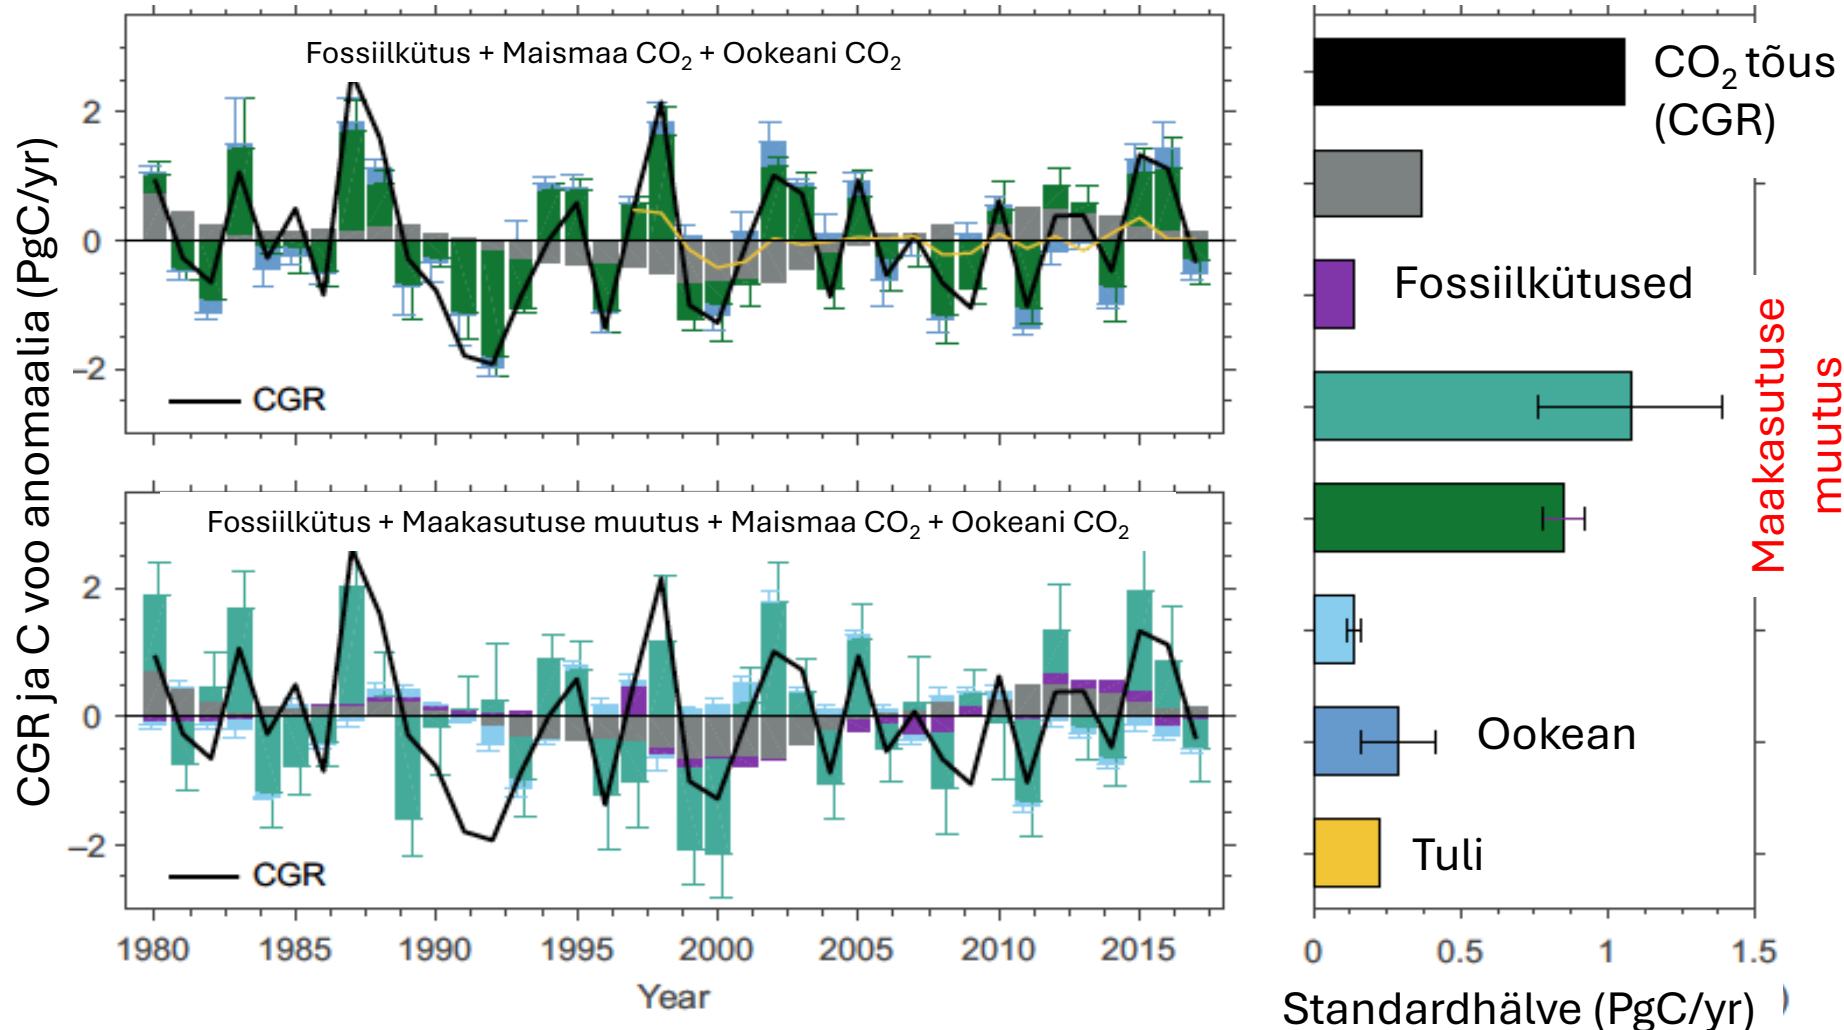 Fossiilkütus + Maismaa CO₂ + Ookeani CO₂
2
0
–2
CGR
Fossiilkütus + Maakasutuse muutus + Maismaa CO₂ + Ookeani CO₂
2
0
–2
CGR
1980 1985 1990 1995 2000 2005 2010 2015
Year
CGR ja C voo anomaalia (PgC/yr)
CO₂ tõus
(CGR)
Fossiilkütused
Maakasutuse
muutus
Ookean
Tuli
0 0.5 1 1.5
Standardhälve (PgC/yr)